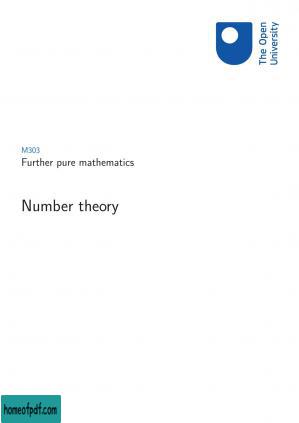 The Open
University
M303
Further pure mathematics
Number theory
homeofpdf.com